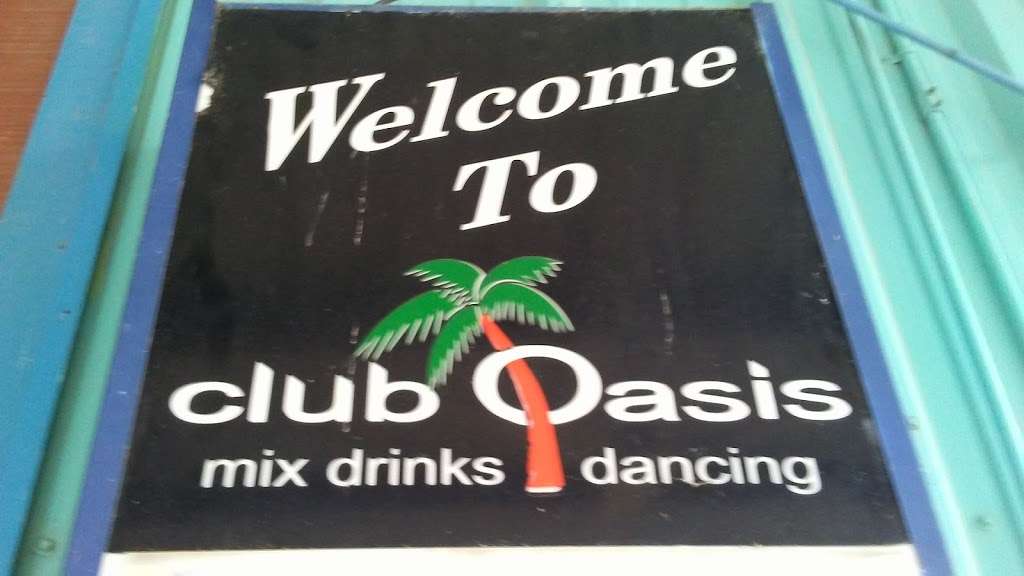 Welcome
To
club Oasis
mix drinks dancing